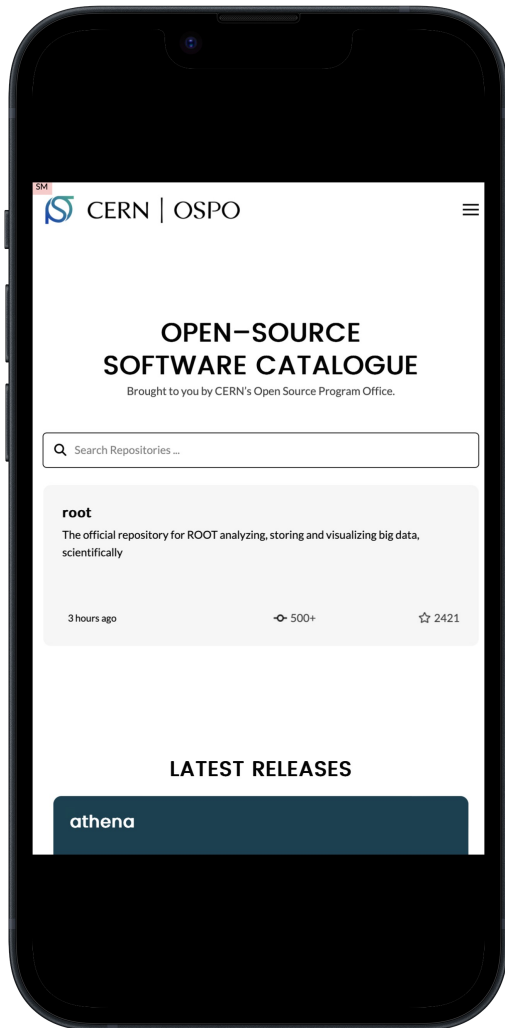 SM
CERN | OSPO
OPEN–SOURCE
SOFTWARE CATALOGUE
Brought to you by CERN's Open Source Program Office.
Search Repositories ...
root
The official repository for ROOT analyzing, storing and visualizing big data,
scientifically
3 hours ago 500+ 2421
LATEST RELEASES
athena